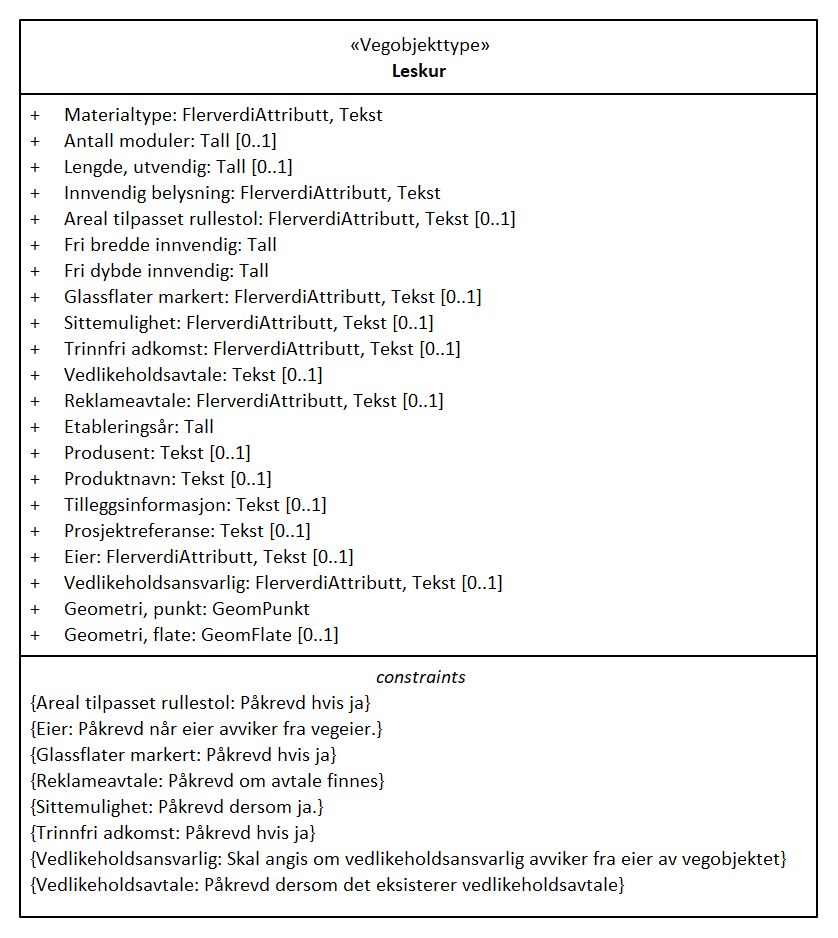 «Vegobjekttype»
Leskur
+ Materialtype: FlerverdiAttributt, Tekst
+ Antall moduler: Tall [0..1]
+ Lengde, utvendig: Tall [0..1]
+ Innvendig belysning: FlerverdiAttributt, Tekst
+ Areal tilpasset rullestol: FlerverdiAttributt, Tekst [0..1]
+ Fri bredde innvendig: Tall
+ Fri dybde innvendig: Tall
+ Glassflater markert: FlerverdiAttributt, Tekst [0..1]
+ Sittemulighet: FlerverdiAttributt, Tekst [0..1]
+ Trinnfri adkomst: FlerverdiAttributt, Tekst [0..1]
+ Vedlikeholdsavtale: Tekst [0..1]
+ Reklameavtale: FlerverdiAttributt, Tekst [0..1]
+ Etableringsår: Tall
+ Produsent: Tekst [0..1]
+ Produktnavn: Tekst [0..1]
+ Tilleggsinformasjon: Tekst [0..1]
+ Prosjektreferanse: Tekst [0..1]
+ Eier: FlerverdiAttributt, Tekst [0..1]
+ Vedlikeholdsansvarlig: FlerverdiAttributt, Tekst [0..1]
+ Geometri, punkt: GeomPunkt
+ Geometri, flate: GeomFlate [0..1]
constraints
{Areal tilpasset rullestol: Påkrevd hvis ja}
{Eier: Påkrevd når eier avviker fra vegeier.}
{Glassflater markert: Påkrevd hvis ja}
{Reklameavtale: Påkrevd om avtale finnes}
{Sittemulighet: Påkrevd dersom ja.}
{Trinnfri adkomst: Påkrevd hvis ja}
{Vedlikeholdsansvarlig: Skal angis om vedlikeholdsansvarlig avviker fra eier av vegobjektet}
{Vedlikeholdsavtale: Påkrevd dersom det eksisterer vedlikeholdsavtale}